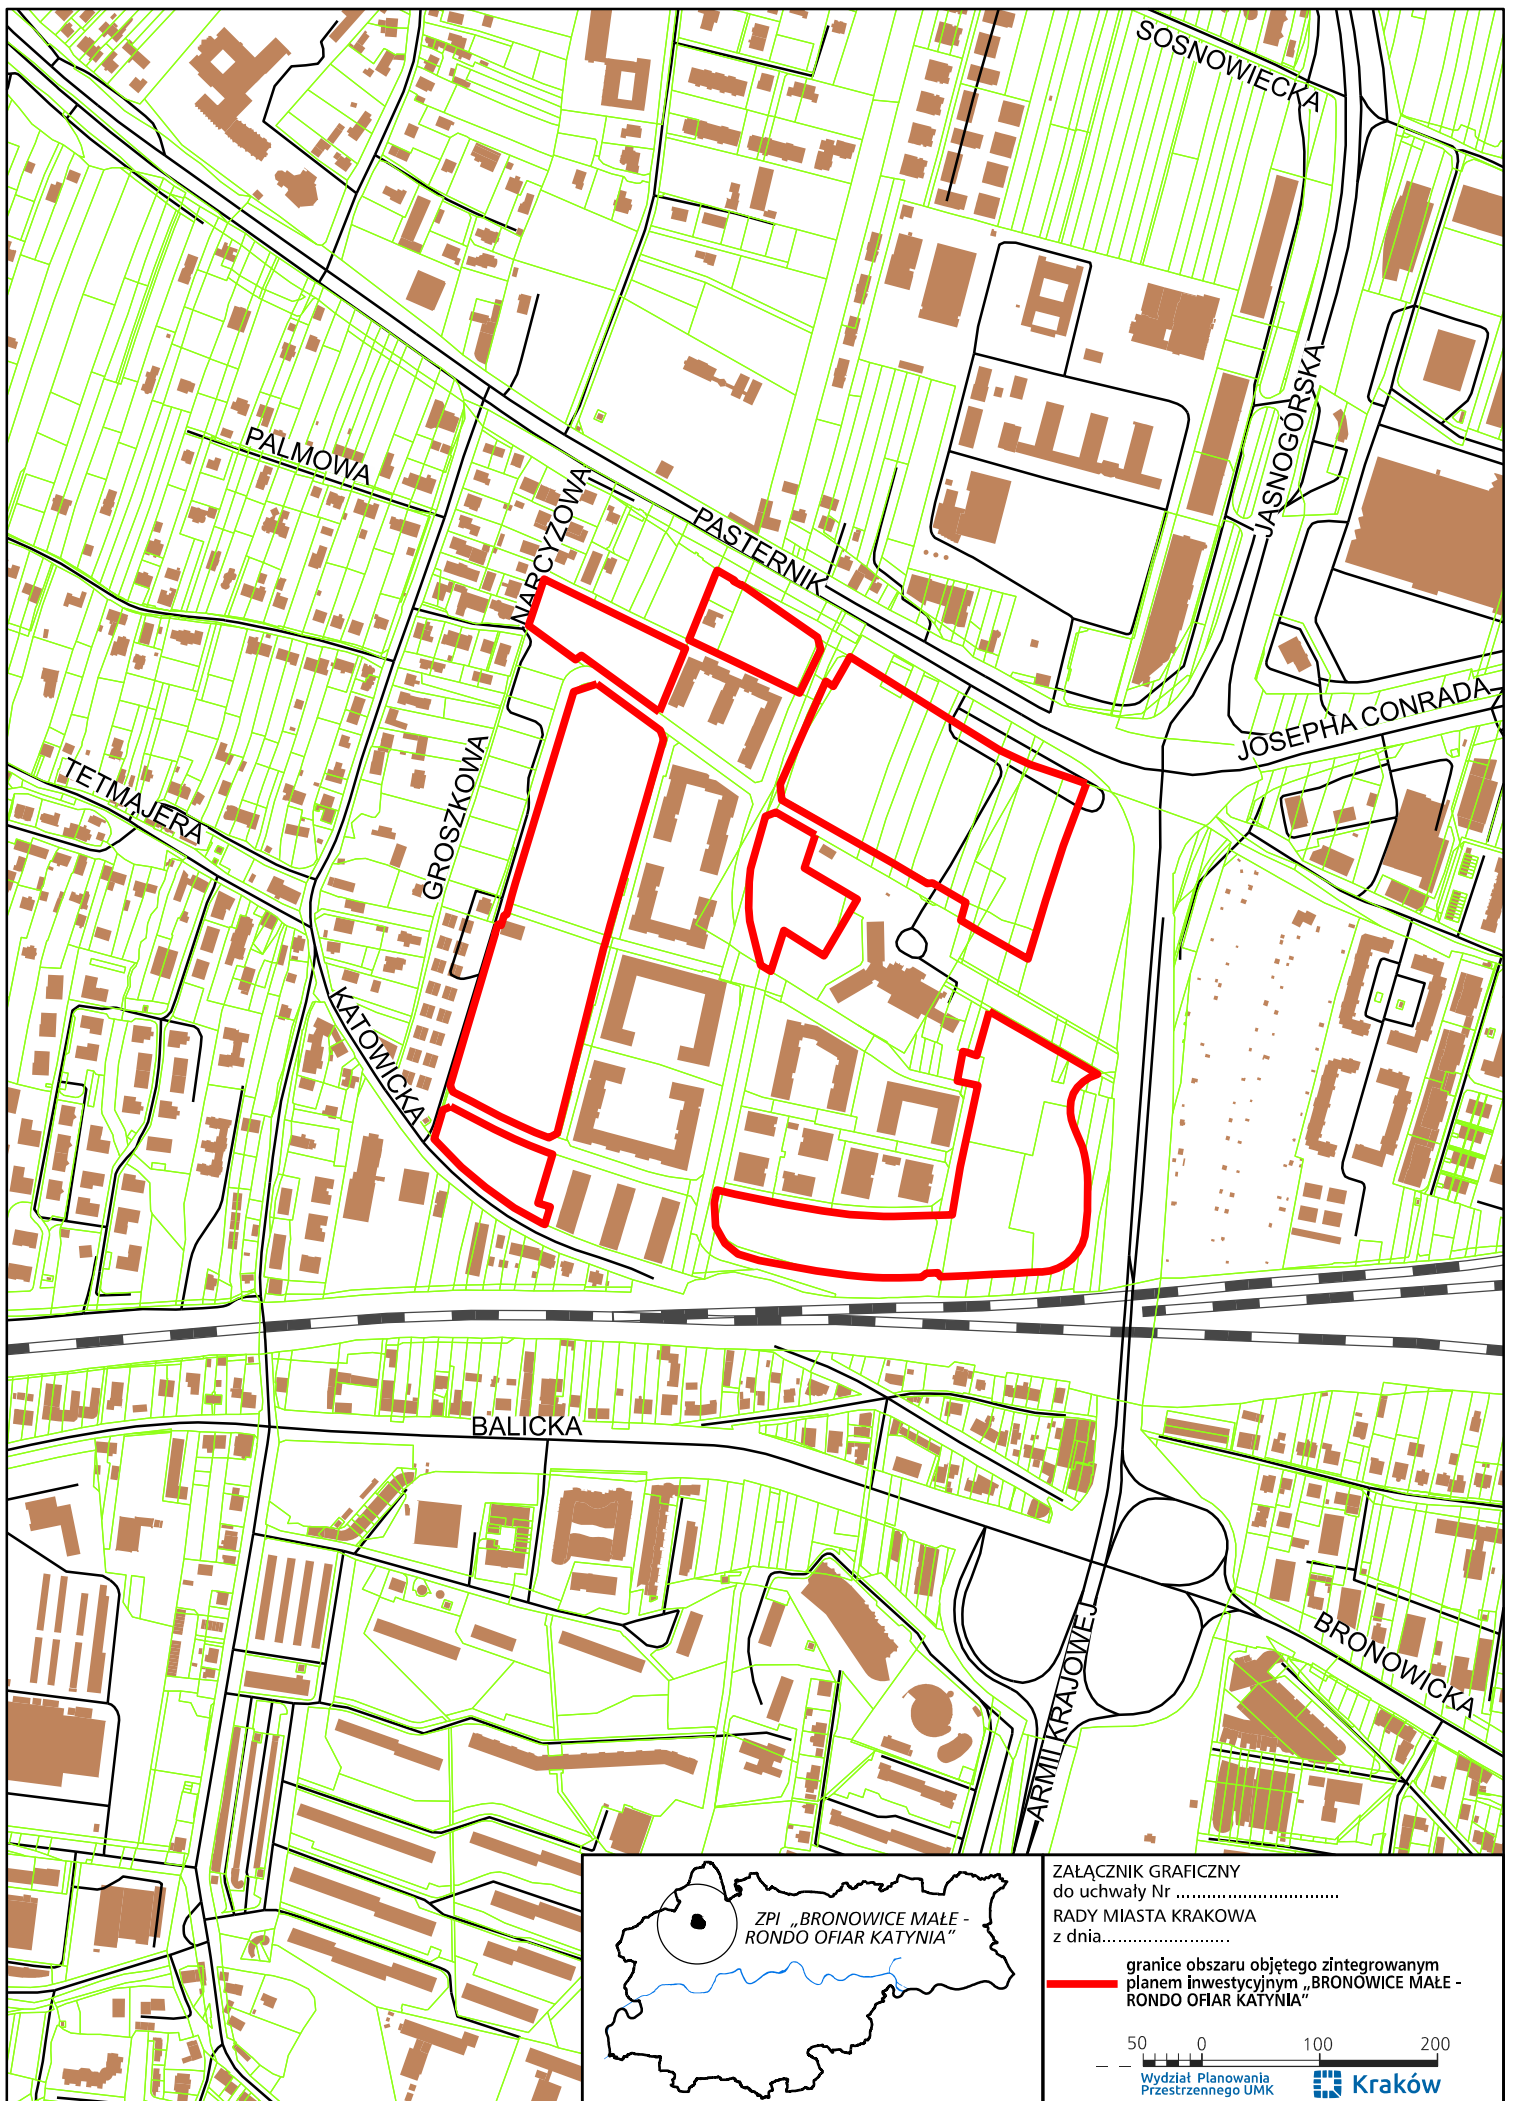 SOSNOWIECKA
JASNOGÓRSKA
PALMOWA
NARCYZOWA
PASTERNIK
JOSEPHA CONRADA
TETMAJERA
GROSZKOWA
KATOWICKA
BALICKA
ARMII KRAJOWEJ
BRONOWICKA
ZPI „BRONOWICE MAŁE -
RONDO OFIAR KATYNIA”
ZAŁĄCZNIK GRAFICZNY
do uchwały Nr ................................
RADY MIASTA KRAKOWA
z dnia.........................
granice obszaru objętego zintegrowanym
planem inwestycyjnym „BRONOWICE MAŁE -
RONDO OFIAR KATYNIA”
50 0 100 200
Wydział Planowania
Przestrzennego UMK
Kraków